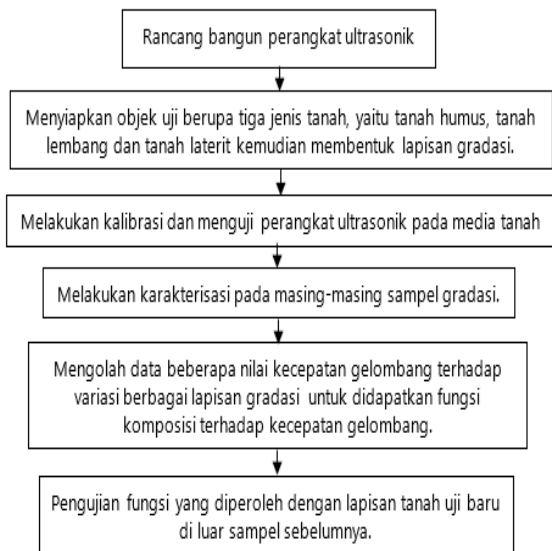 Rancang bangun perangkat ultrasonik
Menyiapkan objek uji berupa tiga jenis tanah, yaitu tanah humus, tanah
lembang dan tanah laterit kemudian membentuk lapisan gradasi.
Melakukan kalibrasi dan menguji perangkat ultrasonik pada media tanah
Melakukan karakterisasi pada masing-masing sampel gradasi.
Mengolah data beberapa nilai kecepatan gelombang terhadap
variasi berbagai lapisan gradasi untuk didapatkan fungsi
komposisi terhadap kecepatan gelombang.
Pengujian fungsi yang diperoleh dengan lapisan tanah uji baru
di luar sampel sebelumnya.